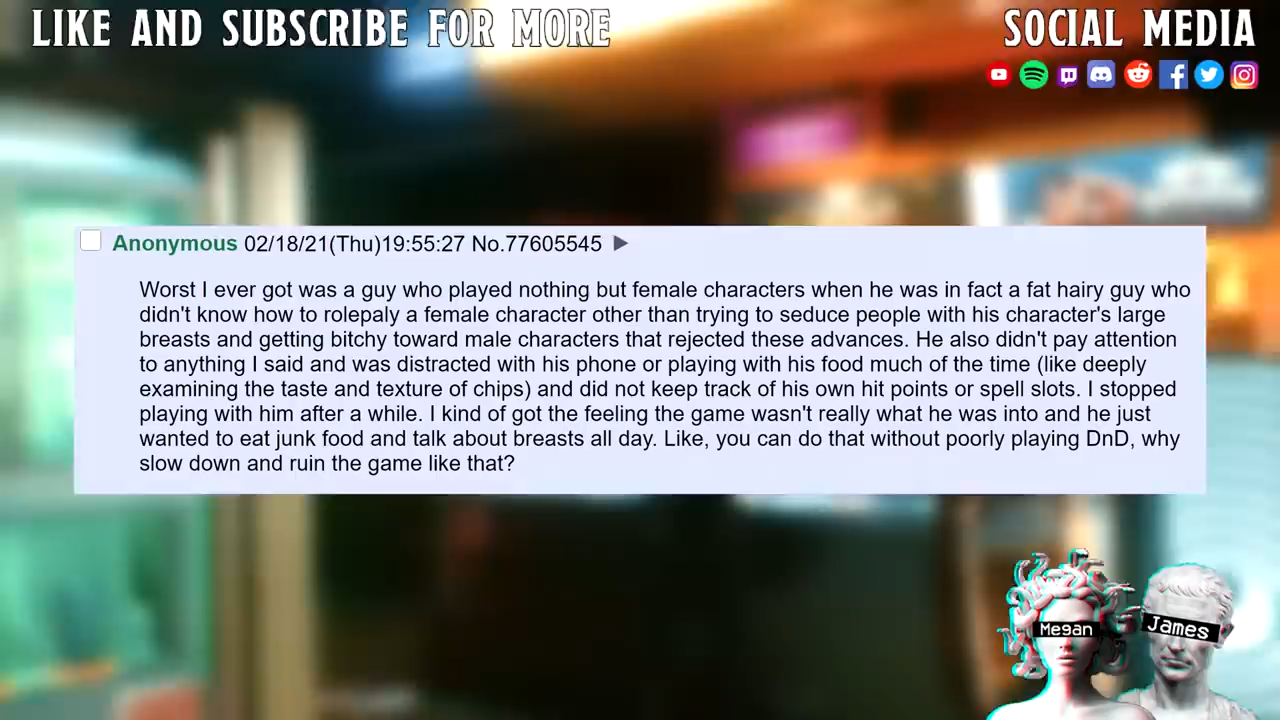 LIKE AND SUBSCRIBE FOR MORE
SOCIAL MEDIA
Anonymous 02/18/21(Thu)19:55:27 No.77605545
Worst I ever got was a guy who played nothing but female characters when he was in fact a fat hairy guy who
didn't know how to rolepaly a female character other than trying to seduce people with his character's large
breasts and getting bitchy toward male characters that rejected these advances. He also didn't pay attention
to anything I said and was distracted with his phone or playing with his food much of the time (like deeply
examining the taste and texture of chips) and did not keep track of his own hit points or spell slots. I stopped
playing with him after a while. I kind of got the feeling the game wasn't really what he was into and he just
wanted to eat junk food and talk about breasts all day. Like, you can do that without poorly playing DnD, why
slow down and ruin the game like that?
Megan
James